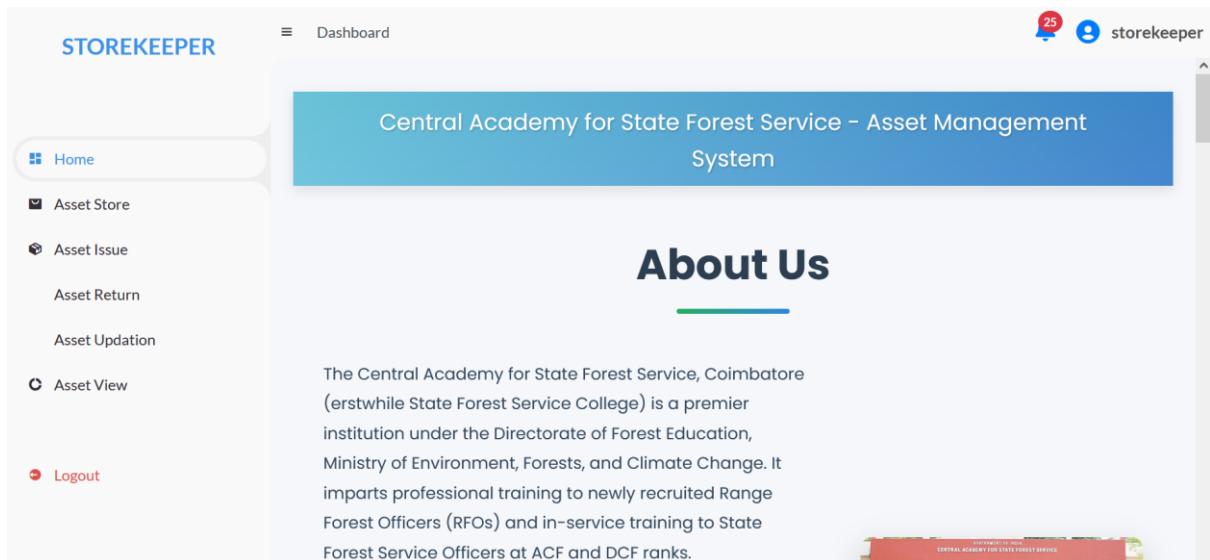 STOREKEEPER
Dashboard
25
storekeeper
Home
Asset Store
Asset Issue
Asset Return
Asset Updation
Asset View
Logout
Central Academy for State Forest Service - Asset Management
System
About Us
The Central Academy for State Forest Service, Coimbatore
(erstwhile State Forest Service College) is a premier
institution under the Directorate of Forest Education,
Ministry of Environment, Forests, and Climate Change. It
imparts professional training to newly recruited Range
Forest Officers (RFOs) and in-service training to State
Forest Service Officers at ACF and DCF ranks.
GOVERNMENT OF INDIA
CENTRAL ACADEMY FOR STATE FOREST SERVICE